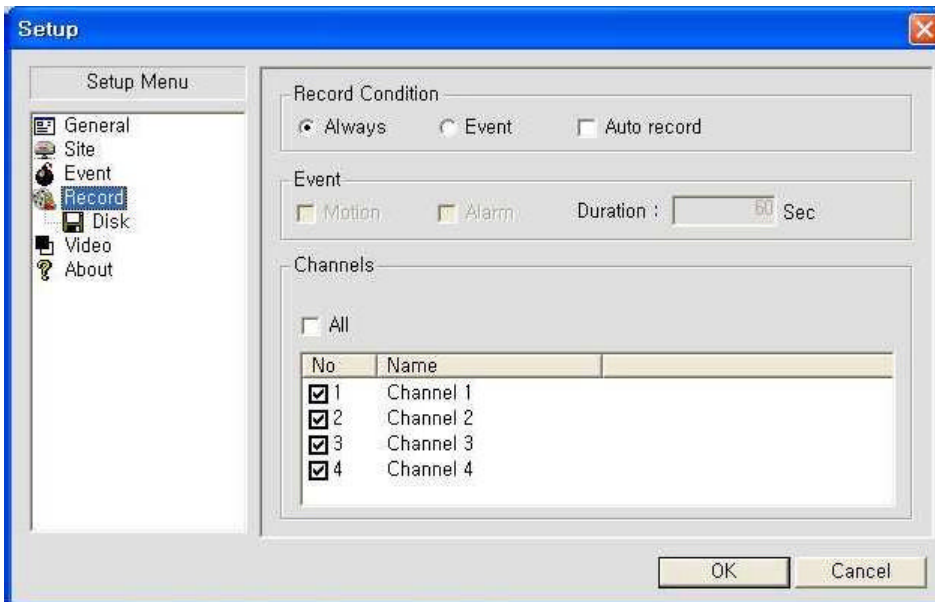 Setup
Setup Menu
General
Site
Event
Record
Disk
Video
About
Record Condition
Always Event Auto record
Event
Motion Alarm Duration : 60 Sec
Channels
All
No Name
1 Channel 1
2 Channel 2
3 Channel 3
4 Channel 4
OK Cancel